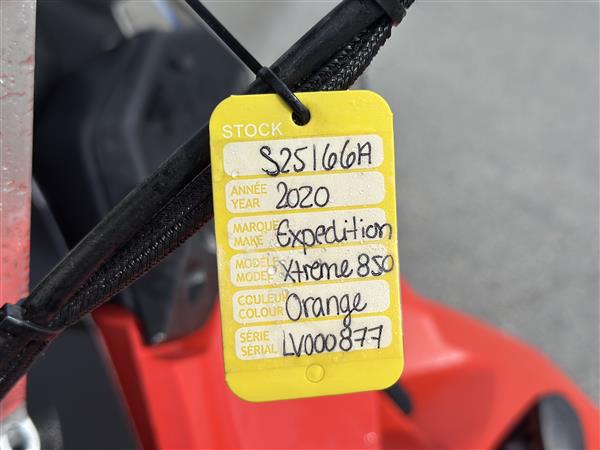 STOCK
S25166A
ANNÉE
YEAR 2020
MARQUE
MAKE Expedition
MODÈLE
MODEL Xtreme 850
COULEUR
COLOUR Orange
SÉRIE
SERIAL LV000877